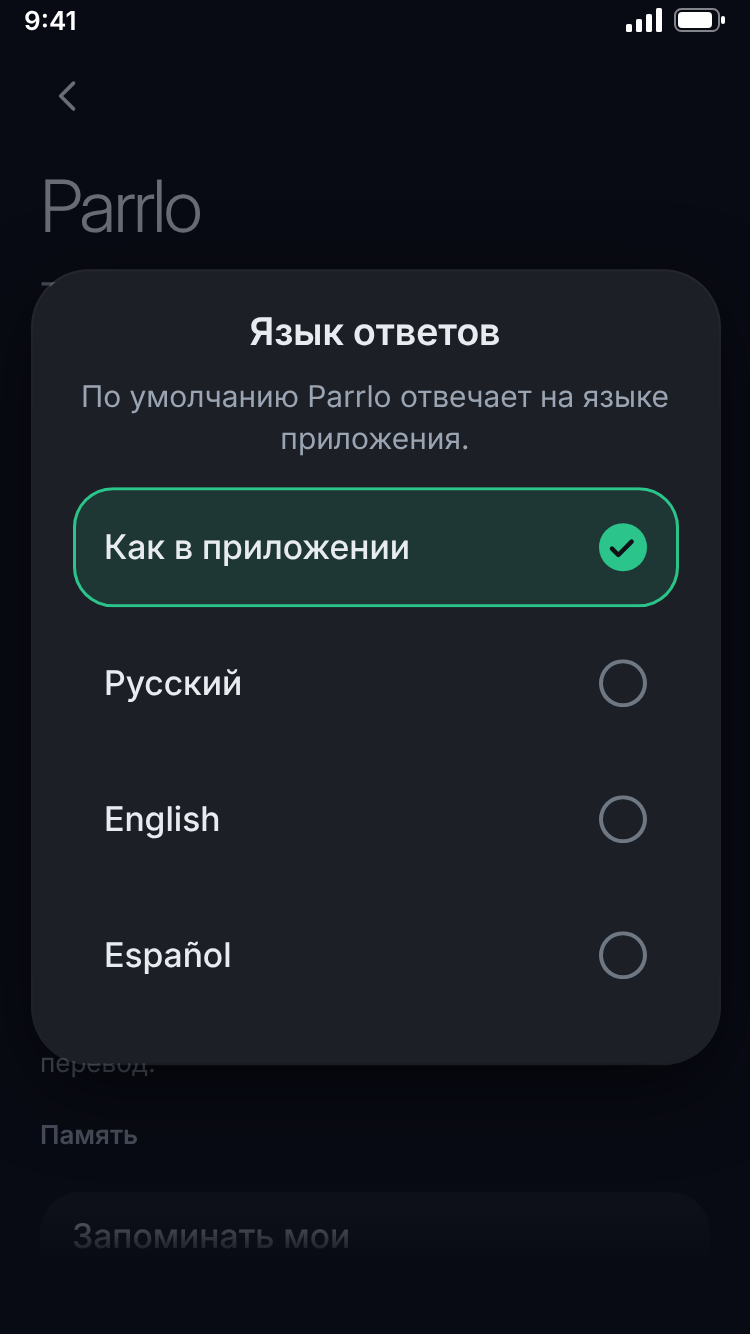 9:41
Parrlo
Язык ответов
По умолчанию Parrlo отвечает на языке
приложения.
Как в приложении
Русский
English
Español
перевод.
Память
Запоминать мои